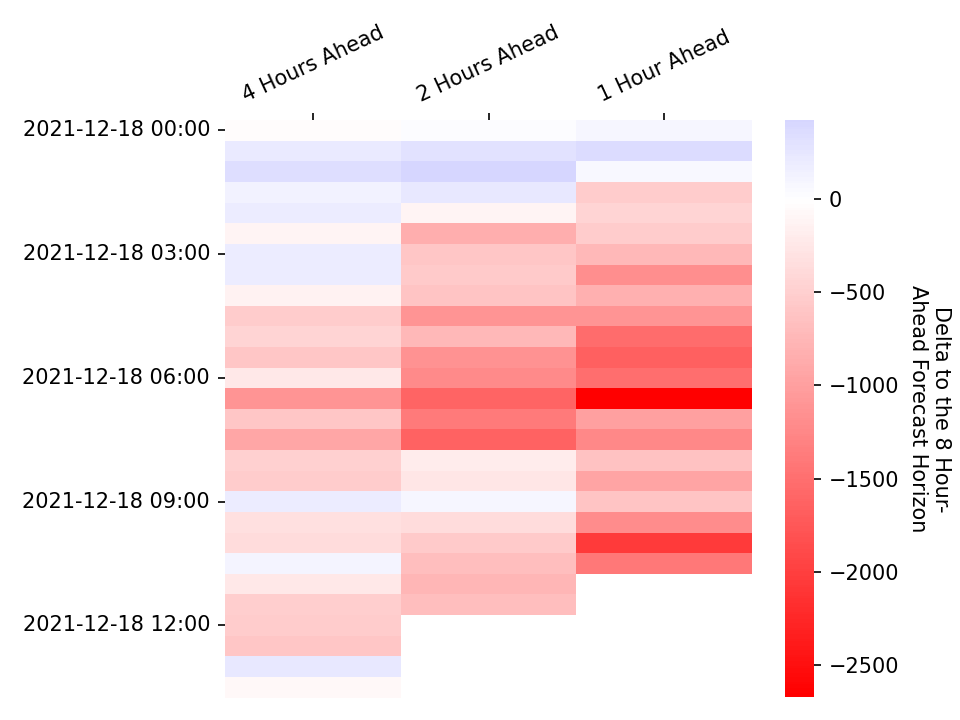 4 Hours Ahead
2 Hours Ahead
1 Hour Ahead
2021-12-18 00:00
2021-12-18 03:00
2021-12-18 06:00
2021-12-18 09:00
2021-12-18 12:00
0
−500
−1000
−1500
−2000
−2500
Delta to the 8 Hour-
Ahead Forecast Horizon